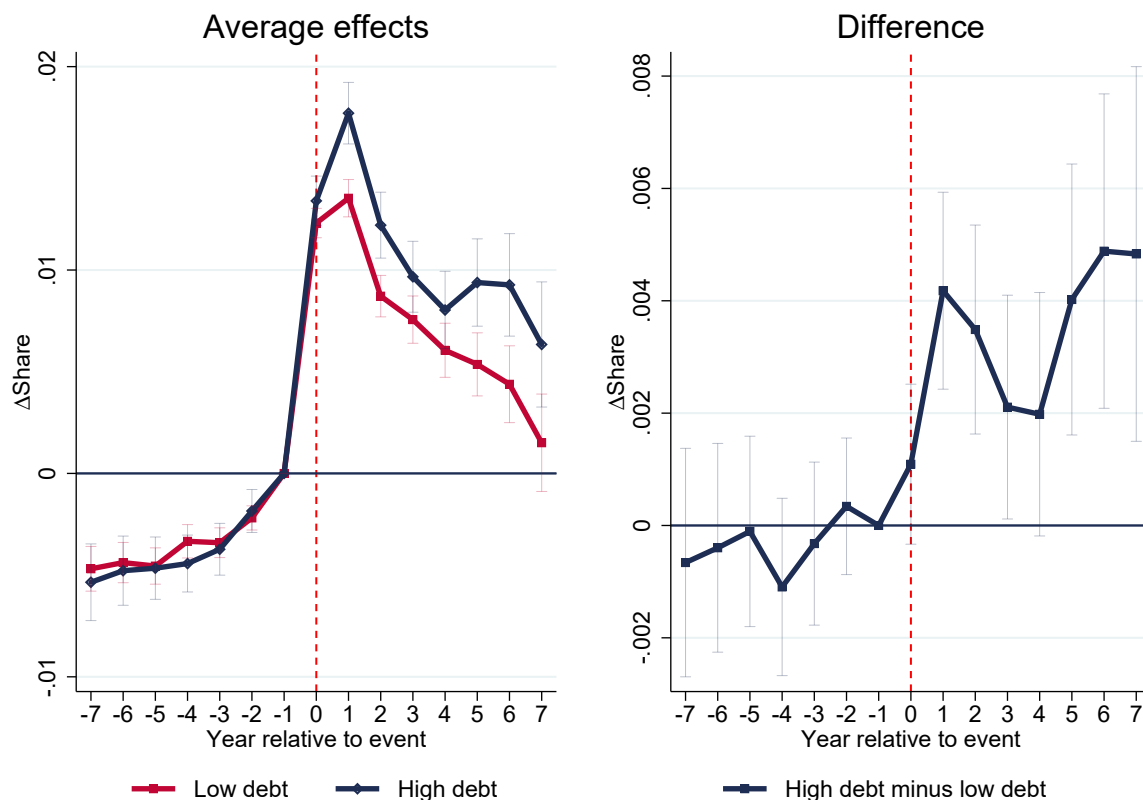 Average effects
ΔShare
.02
.01
0
-.01
-7 -6 -5 -4 -3 -2 -1 0 1 2 3 4 5 6 7
Year relative to event
Low debt
High debt
Difference
ΔShare
.008
.006
.004
.002
0
-.002
-7 -6 -5 -4 -3 -2 -1 0 1 2 3 4 5 6 7
Year relative to event
High debt minus low debt